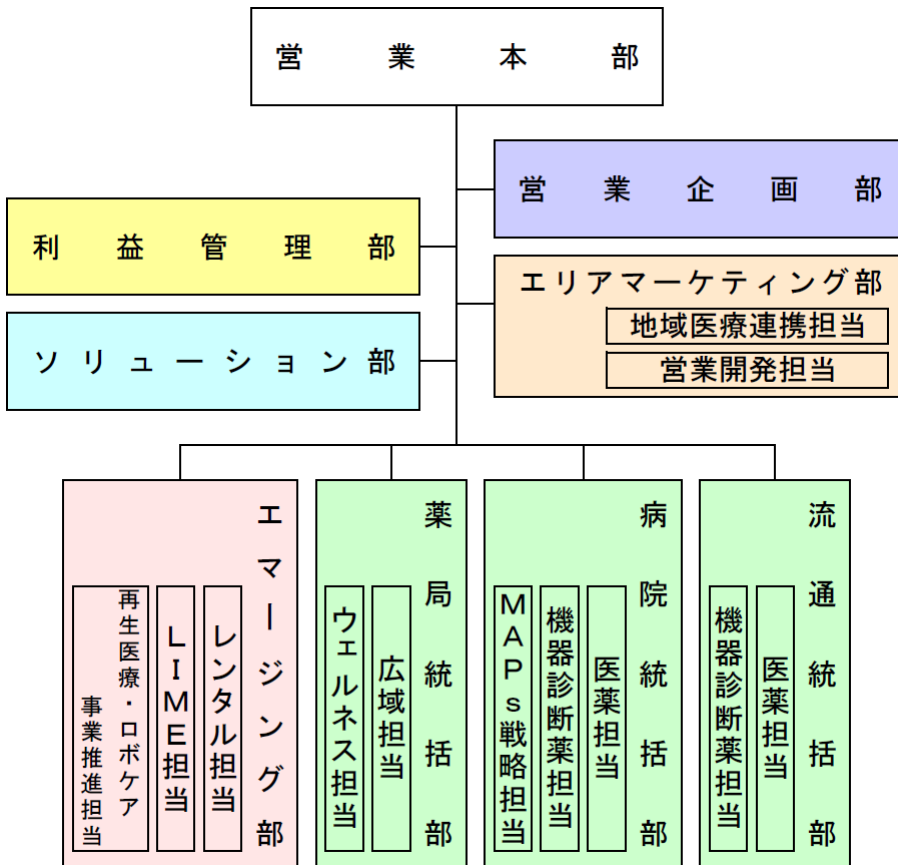 営業本部
営業企画部
利益管理部
エリアマーケティング部
地域医療連携担当
営業開発担当
ソリューション部
流通統括部
医薬担当
機器診断薬担当
病院統括部
医薬担当
機器診断薬担当
MAPs戦略担当
薬局統括部
広域担当
ウェルネス担当
エマージング部
レンタル担当
LIME担当
再生医療・ロボケア
事業推進担当